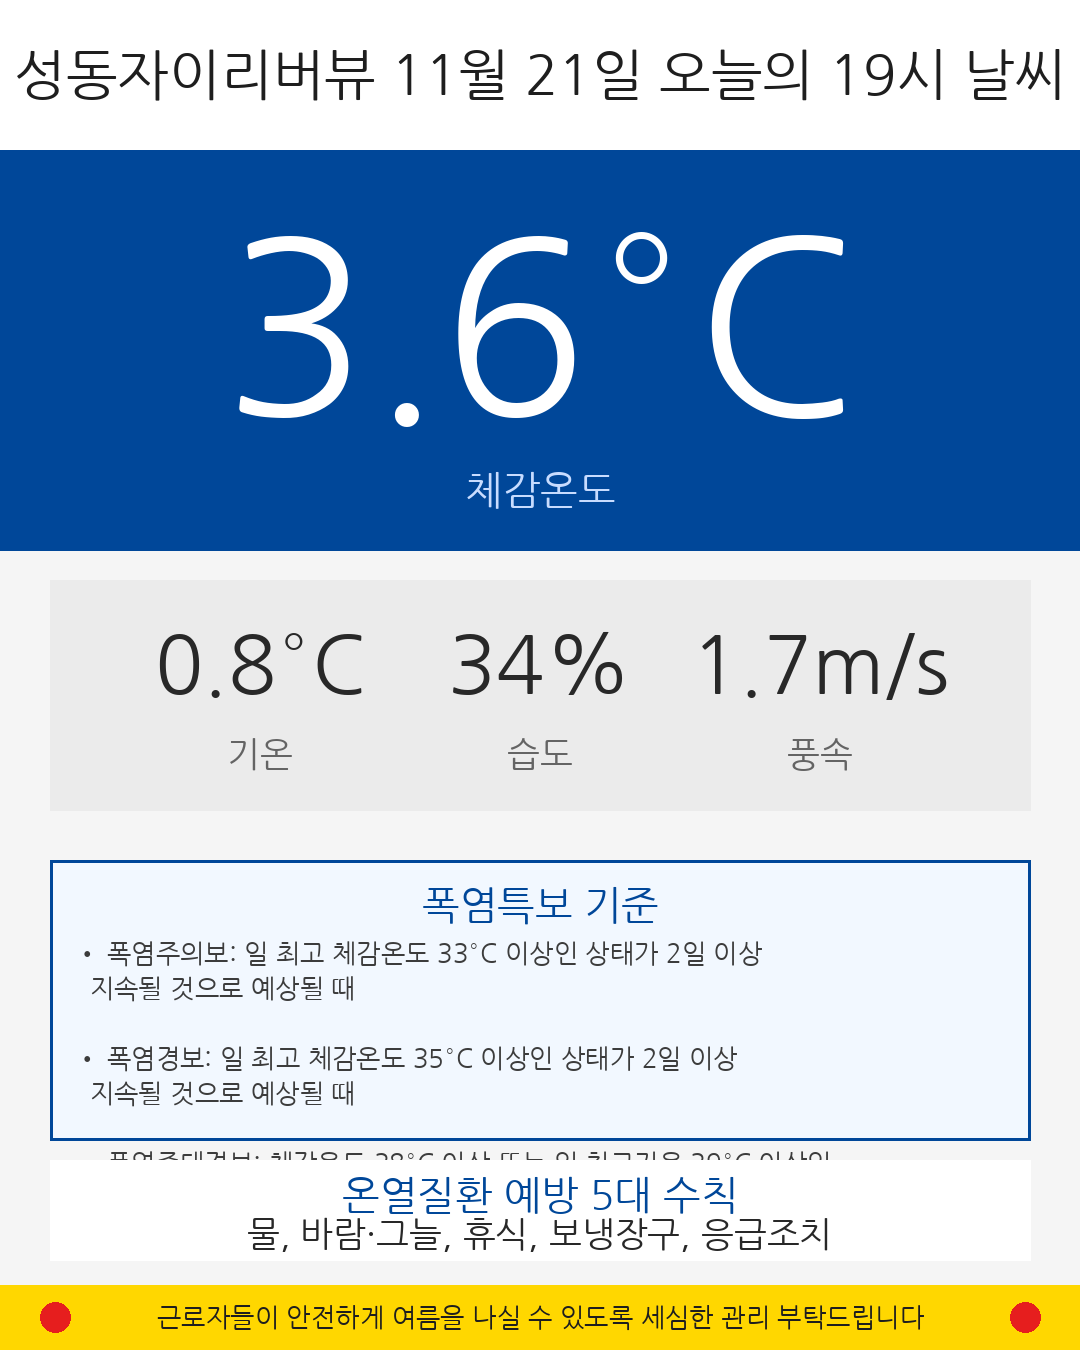 성동자이리버뷰 11월 21일 오늘의 19시 날씨
3.6°C
체감온도
0.8°C 34% 1.7m/s
기온 습도 풍속
폭염특보 기준
• 폭염주의보: 일 최고 체감온도 33°C 이상인 상태가 2일 이상
지속될 것으로 예상될 때
• 폭염경보: 일 최고 체감온도 35°C 이상인 상태가 2일 이상
지속될 것으로 예상될 때
온열질환 예방 5대 수칙
물, 바람·그늘, 휴식, 보냉장구, 응급조치
근로자들이 안전하게 여름을 나실 수 있도록 세심한 관리 부탁드립니다